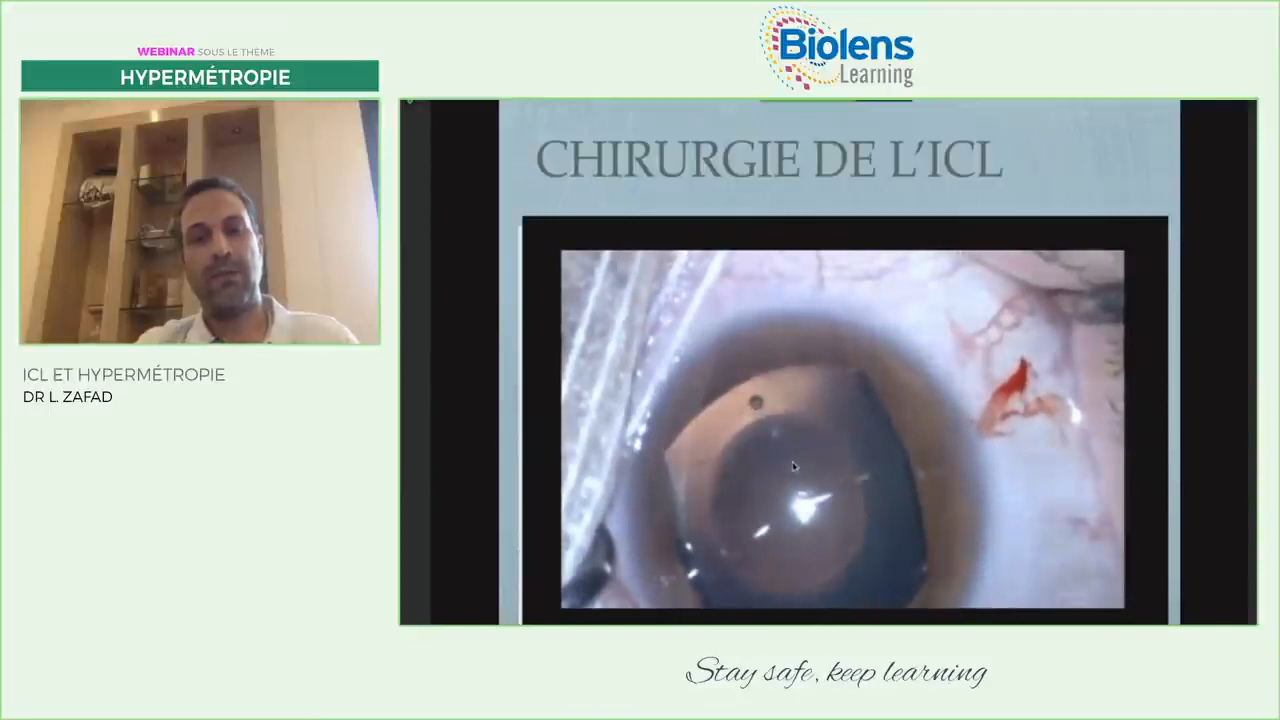 WEBINAR SOUS LE THÈME
HYPERMÉTROPIE
Biolens
Learning
CHIRURGIE DE L'ICL
ICL ET HYPERMÉTROPIE
DR L. ZAFAD
Stay safe, keep learning